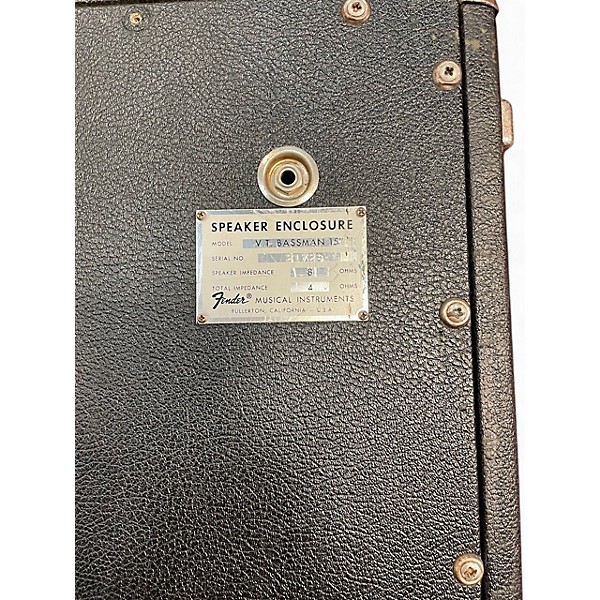 SPEAKER ENCLOSURE
MODEL V.T. BASSMAN 15"
SERIAL NO.
SPEAKER IMPEDANCE 8 OHMS
TOTAL IMPEDANCE 4 OHMS
Fender® MUSICAL INSTRUMENTS
FULLERTON, CALIFORNIA — U.S.A.